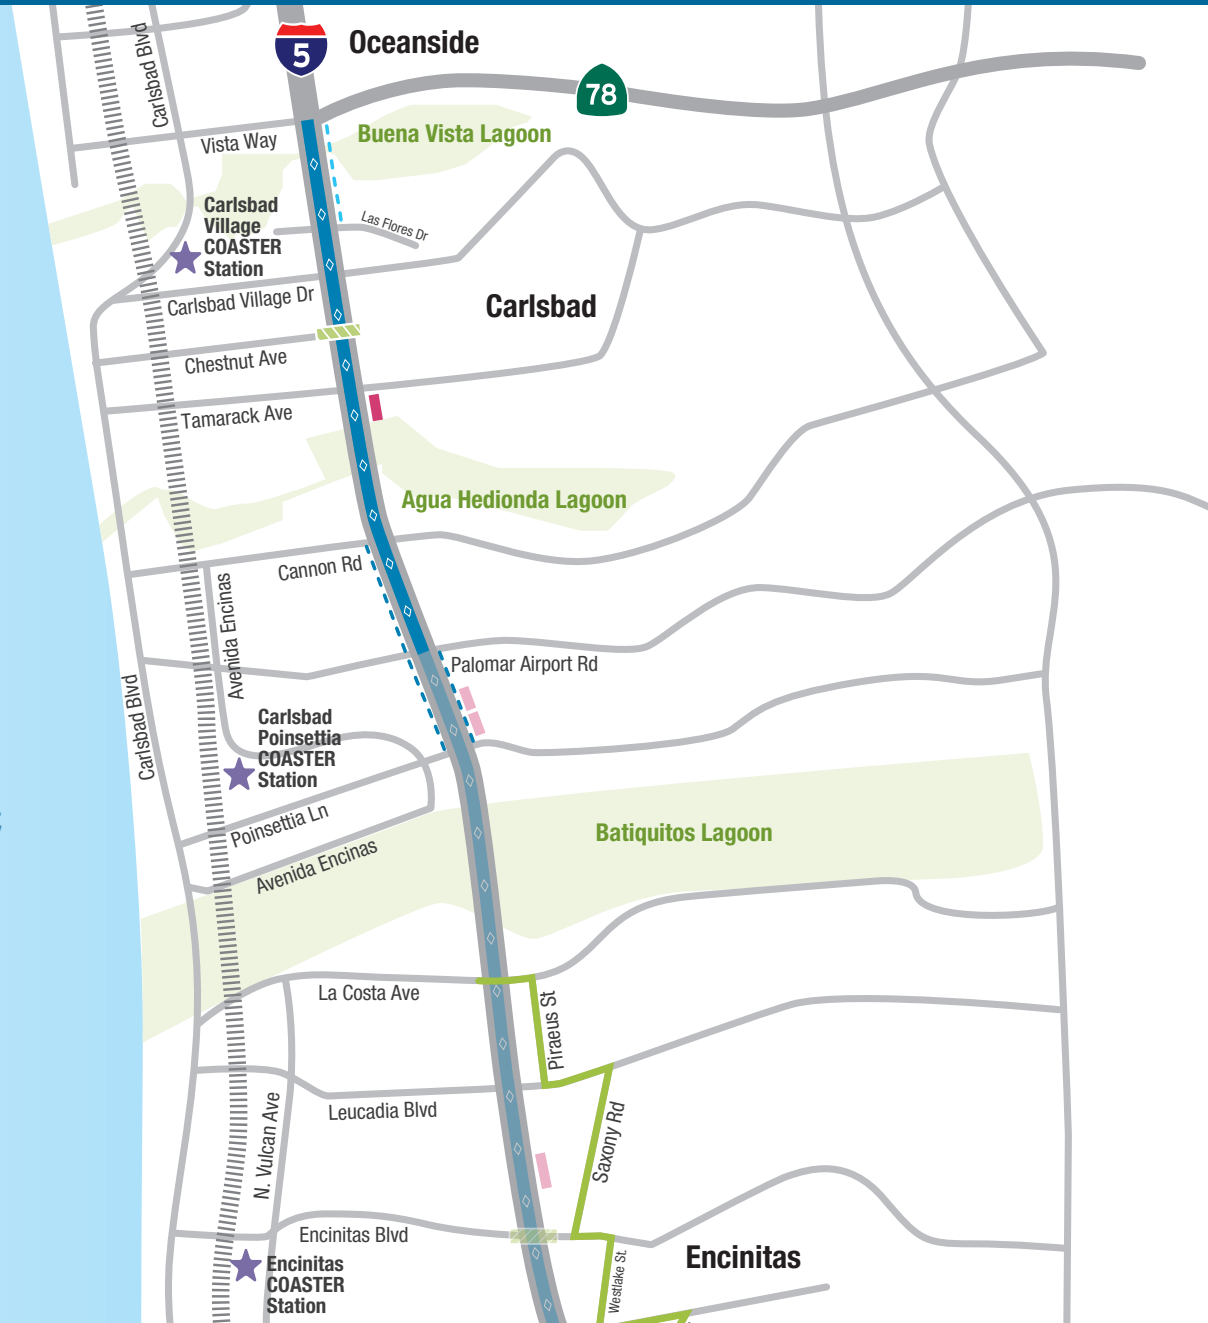 Carlsbad Blvd
5
Oceanside
78
Vista Way
Buena Vista Lagoon
Carlsbad
Village
COASTER
Station
Las Flores Dr
Carlsbad Village Dr
Carlsbad
Chestnut Ave
Tamarack Ave
Agua Hedionda Lagoon
Cannon Rd
Avenida Encinas
Palomar Airport Rd
Carlsbad Blvd
Carlsbad
Poinsettia
COASTER
Station
Poinsettia Ln
Batiquitos Lagoon
Avenida Encinas
La Costa Ave
Piraeus St
Leucadia Blvd
N. Vulcan Ave
Saxony Rd
Encinitas Blvd
Encinitas
Westlake St.
Encinitas
COASTER
Station